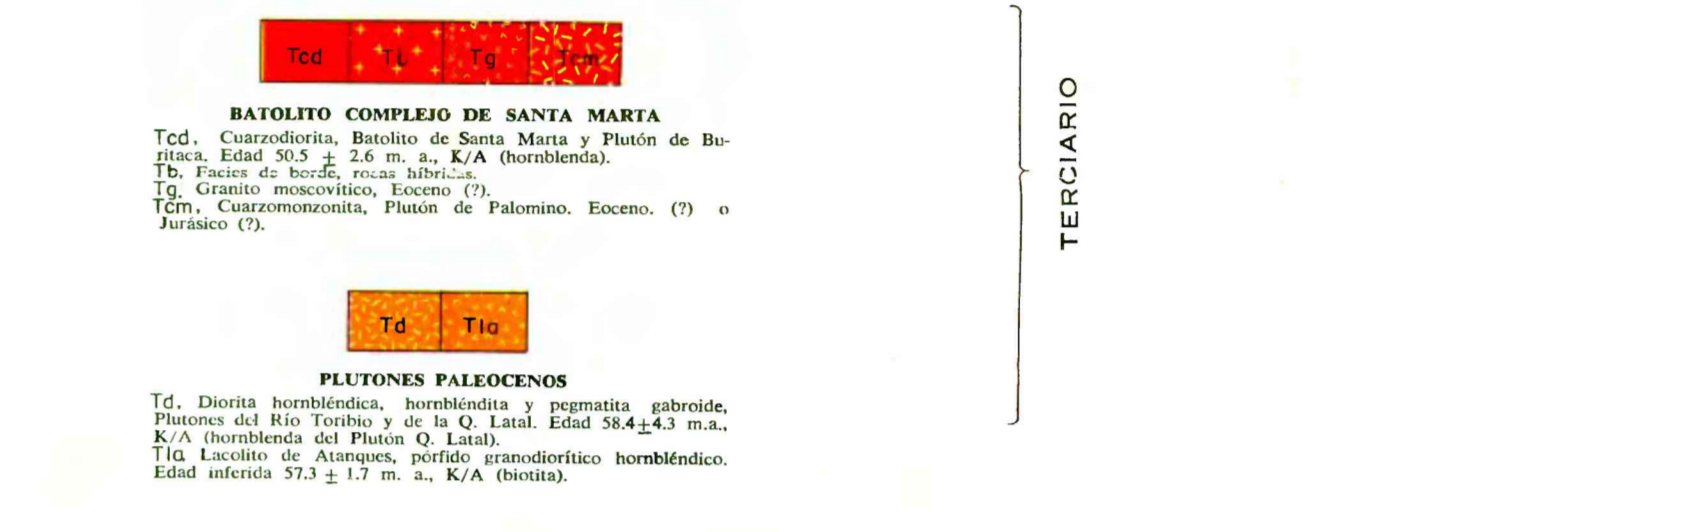 Tcd Tb Tg Tcm
BATOLITO COMPLEJO DE SANTA MARTA
Tcd, Cuarzodiorita, Batolito de Santa Marta y Plutón de Bu-
ritaca. Edad 50.5 ± 2.6 m. a., K/A (hornblenda).
Tb, Facies de borde, rocas híbridas.
Tg. Granito moscovítico, Eoceno (?).
Tcm, Cuarzomonzonita, Plutón de Palomino. Eoceno. (?) o
Jurásico (?).
Td Tla
PLUTONES PALEOCENOS
Td, Diorita hornbléndica, hornbléndita y pegmatita gabroide,
Plutones del Río Toribio y de la Q. Latal. Edad 58.4±4.3 m.a.,
K/A (hornblenda del Plutón Q. Latal).
Tla Lacolito de Atanques, pórfido granodiorítico hornbléndico.
Edad inferida 57.3 ± 1.7 m. a., K/A (biotita).
TERCIARIO